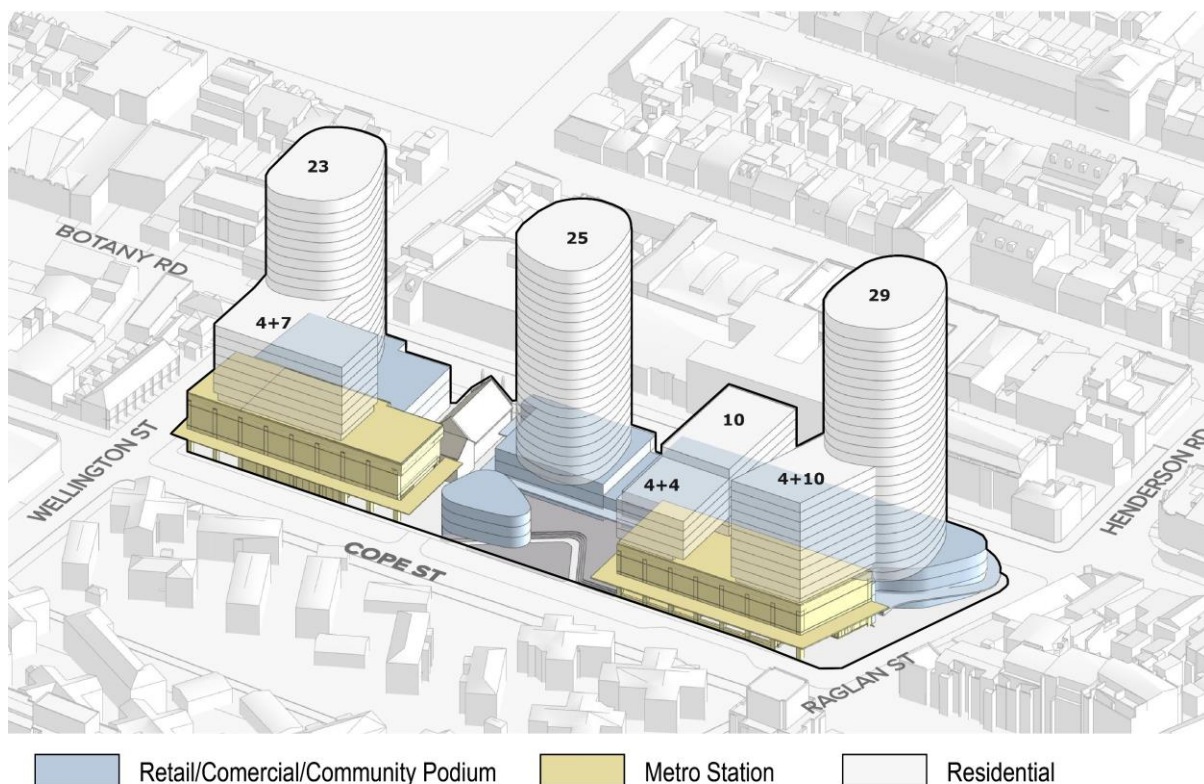 23
25
29
BOTANY RD
4+7
10
4+4
4+10
WELLINGTON ST
HENDERSON RD
COPE ST
RAGLAN ST
Retail/Comercial/Community Podium
Metro Station
Residential